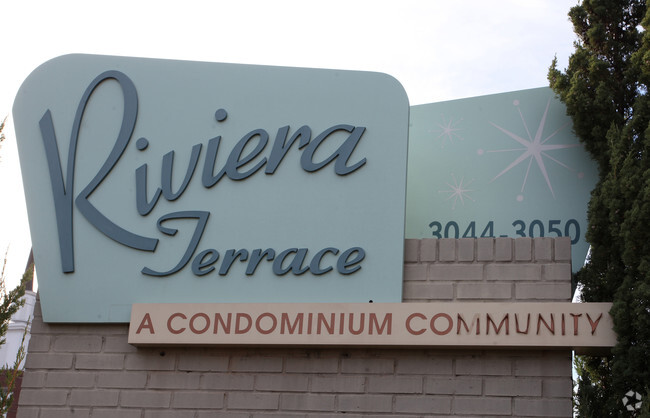 Riviera
Terrace
3044-3050
A CONDOMINIUM COMMUNITY